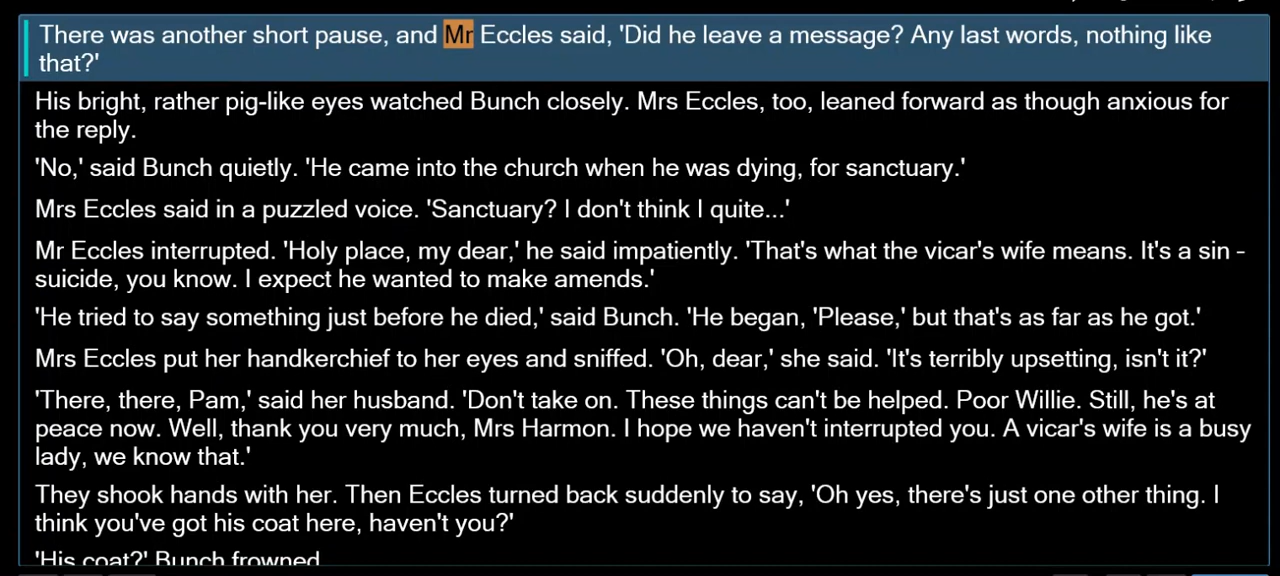 There was another short pause, and Mr Eccles said, 'Did he leave a message? Any last words, nothing like
that?'
His bright, rather pig-like eyes watched Bunch closely. Mrs Eccles, too, leaned forward as though anxious for
the reply.
'No,' said Bunch quietly. 'He came into the church when he was dying, for sanctuary.'
Mrs Eccles said in a puzzled voice. 'Sanctuary? I don't think I quite...'
Mr Eccles interrupted. 'Holy place, my dear,' he said impatiently. 'That's what the vicar's wife means. It's a sin -
suicide, you know. I expect he wanted to make amends.'
'He tried to say something just before he died,' said Bunch. 'He began, 'Please,' but that's as far as he got.'
Mrs Eccles put her handkerchief to her eyes and sniffed. 'Oh, dear,' she said. 'It's terribly upsetting, isn't it?'
'There, there, Pam,' said her husband. 'Don't take on. These things can't be helped. Poor Willie. Still, he's at
peace now. Well, thank you very much, Mrs Harmon. I hope we haven't interrupted you. A vicar's wife is a busy
lady, we know that.'
They shook hands with her. Then Eccles turned back suddenly to say, 'Oh yes, there's just one other thing. I
think you've got his coat here, haven't you?'
'His coat?' Bunch frowned